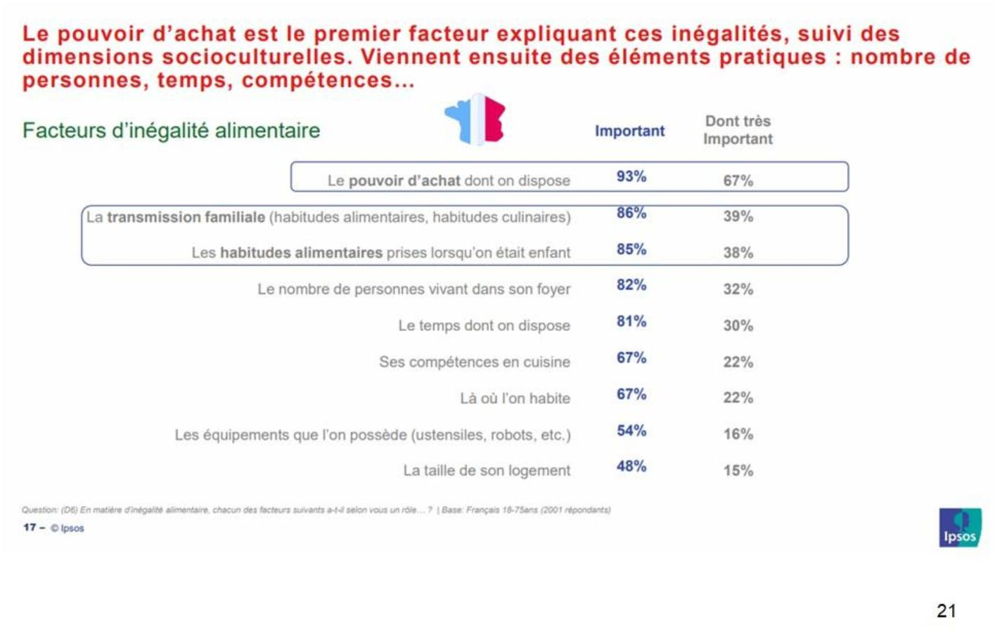 Le pouvoir d'achat est le premier facteur expliquant ces inégalités, suivi des
dimensions socioculturelles. Viennent ensuite des éléments pratiques : nombre de
personnes, temps, compétences...
Facteurs d'inégalité alimentaire
Important
Dont très
Important
Le pouvoir d'achat dont on dispose 93% 67%
La transmission familiale (habitudes alimentaires, habitudes culinaires) 86% 39%
Les habitudes alimentaires prises lorsqu'on était enfant 85% 38%
Le nombre de personnes vivant dans son foyer 82% 32%
Le temps dont on dispose 81% 30%
Ses compétences en cuisine 67% 22%
Là où l'on habite 67% 22%
Les équipements que l'on possède (ustensiles, robots, etc.) 54% 16%
La taille de son logement 48% 15%
Question: (D6) En matière d'inégalité alimentaire, chacun des facteurs suivants a-t-il selon vous un rôle... ? | Base: Français 18-75ans (2001 répondants)
17 – © Ipsos
Ipsos
21